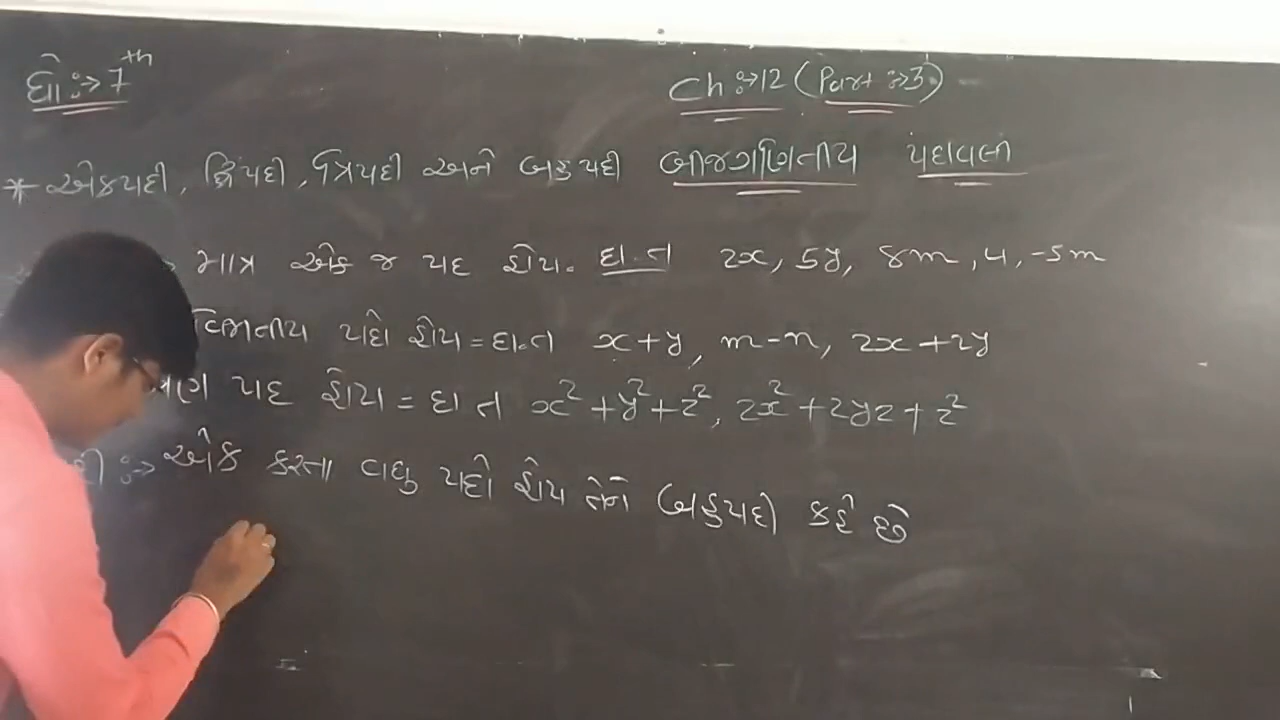 ધો :-> 7th
Ch :-> 12 (Part :-> 3)
* એકપદી, દ્વિપદી, ત્રિપદી અને બહુપદી બીજગણિતીય પદાવલી
માત્ર એક જ પદ હોય. દા.ત 2x, 5y, 8m, 4, -5m
વિજાતીય પદો હોય = દા.ત x+y, m-n, 2x+2y
પદ હોય = દા ત x²+y²+z², 2x²+2yz+z²
:-> એક કરતા વધુ પદો હોય તેને બહુપદી કહે છે